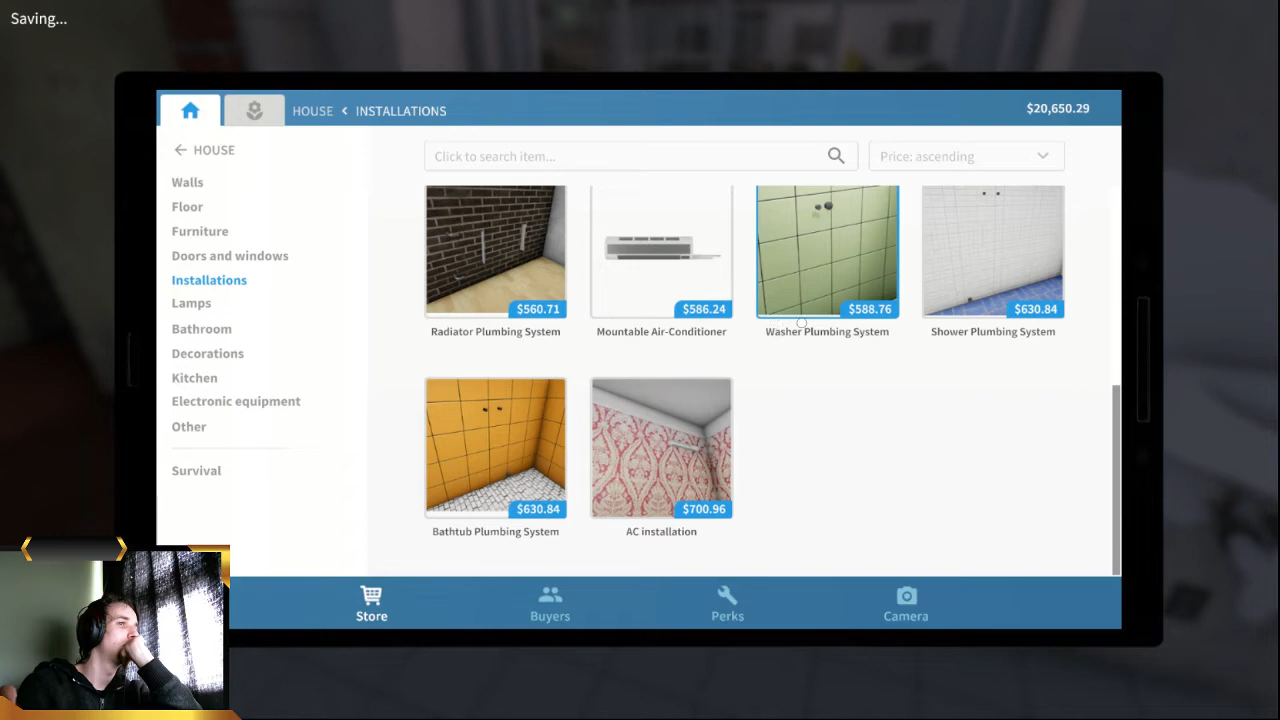 Saving...
HOUSE < INSTALLATIONS
$20,650.29
HOUSE
Click to search item...
Price: ascending
Walls
Floor
Furniture
Doors and windows
Installations
Lamps
Bathroom
Decorations
Kitchen
Electronic equipment
Other
Survival
$560.71
$586.24
$588.76
$630.84
Radiator Plumbing System
Mountable Air-Conditioner
Washer Plumbing System
Shower Plumbing System
$630.84
$700.96
Bathtub Plumbing System
AC installation
Store
Buyers
Perks
Camera